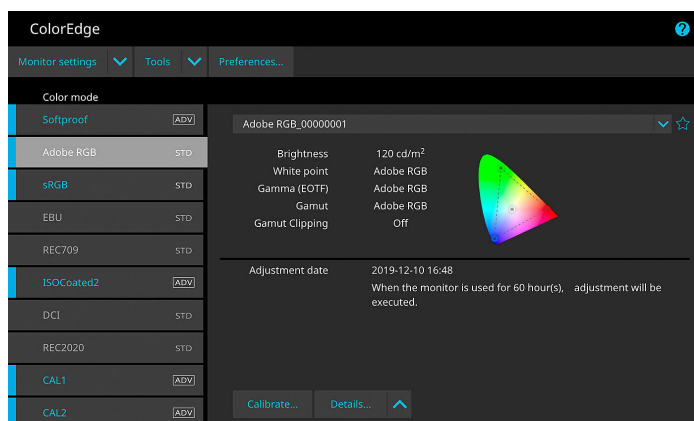 ColorEdge
?
Monitor settings Tools Preferences...
Color mode
Softproof ADV
Adobe RGB STD
sRGB STD
EBU STD
REC709 STD
ISOCoated2 ADV
DCI STD
REC2020 STD
CAL1 ADV
CAL2 ADV
Adobe RGB_00000001
Brightness 120 cd/m²
White point Adobe RGB
Gamma (EOTF) Adobe RGB
Gamut Adobe RGB
Gamut Clipping Off
Adjustment date 2019-12-10 16:48
When the monitor is used for 60 hour(s), adjustment will be
executed.
Calibrate... Details...